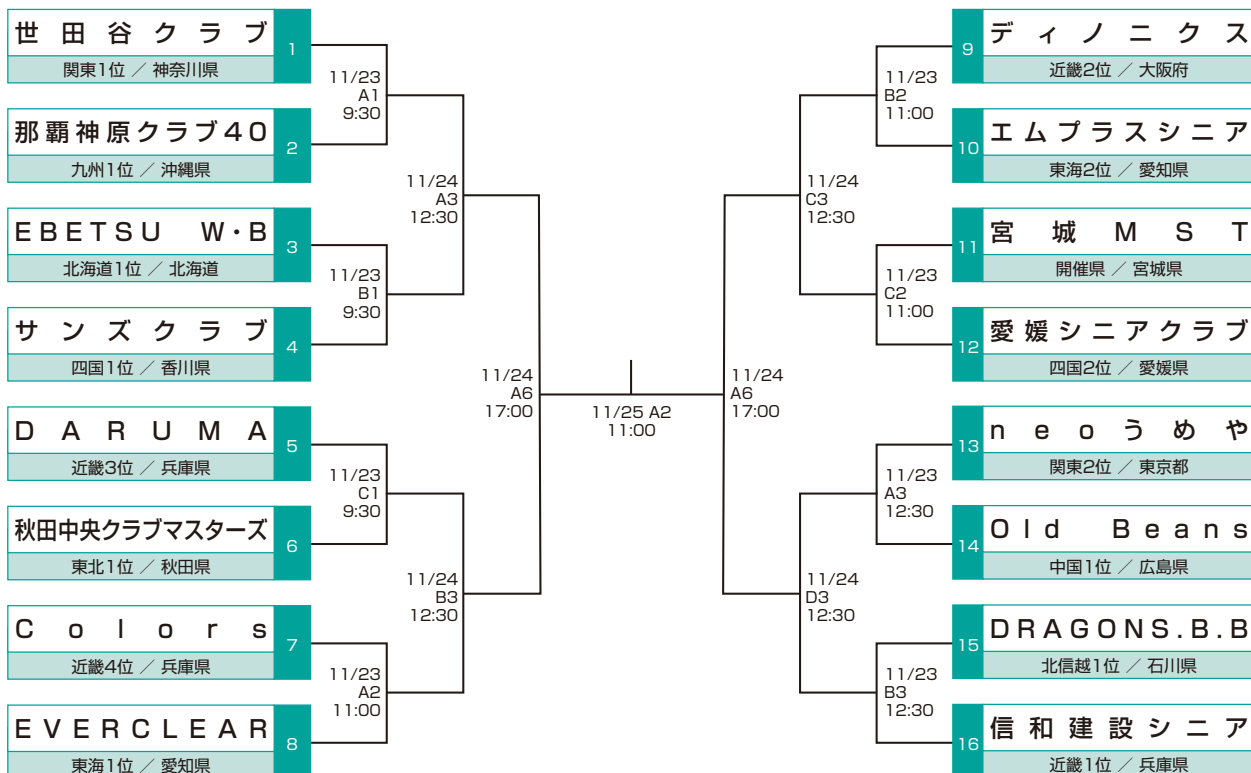 世田谷クラブ
1
関東1位 ／ 神奈川県
11/23
A1
9:30
那覇神原クラブ40
2
九州1位 ／ 沖縄県
11/24
A3
12:30
EBETSU W・B
3
北海道1位 ／ 北海道
11/23
B1
9:30
サンズクラブ
4
四国1位 ／ 香川県
11/24
A6
17:00
DARUMA
5
近畿3位 ／ 兵庫県
11/23
C1
9:30
秋田中央クラブマスターズ
6
東北1位 ／ 秋田県
11/24
B3
12:30
Colors
7
近畿4位 ／ 兵庫県
11/23
A2
11:00
EVERCLEAR
8
東海1位 ／ 愛知県
11/25 A2
11:00
9
ディノニクス
近畿2位 ／ 大阪府
11/23
B2
11:00
10
エムプラスシニア
東海2位 ／ 愛知県
11/24
C3
12:30
11
宮城MST
開催県 ／ 宮城県
11/23
C2
11:00
12
愛媛シニアクラブ
四国2位 ／ 愛媛県
11/24
A6
17:00
13
neoうめや
関東2位 ／ 東京都
11/23
A3
12:30
14
Old Beans
中国1位 ／ 広島県
11/24
D3
12:30
15
DRAGONS.B.B
北信越1位 ／ 石川県
11/23
B3
12:30
16
信和建設シニア
近畿1位 ／ 兵庫県